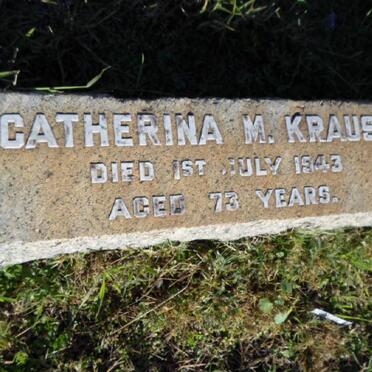 CATHERINA M. KRAUS
DIED 1ST JULY 1943
AGED 73 YEARS.